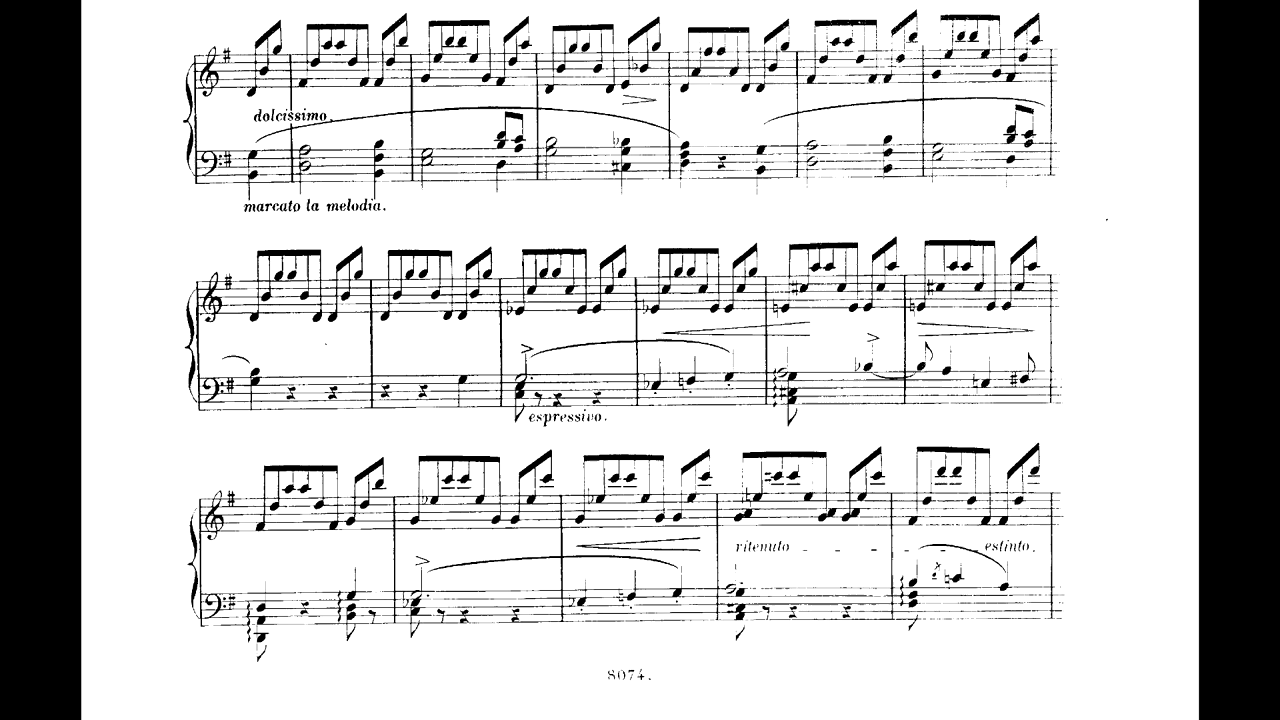 dolcissimo.
marcato la melodia.
espressivo.
ritenuto - - - - - estinto.
8074.